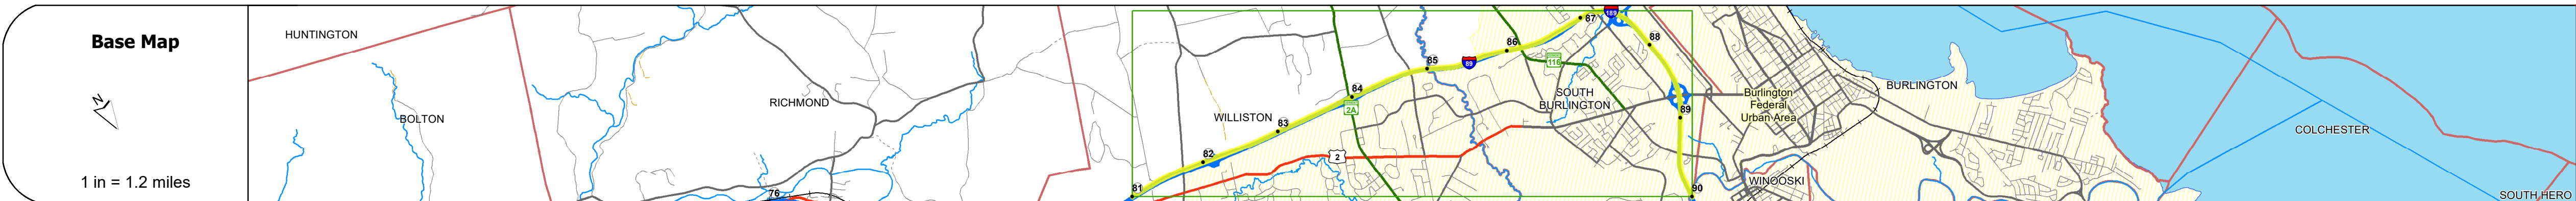 Base Map
N
1 in = 1.2 miles
HUNTINGTON
BOLTON
RICHMOND
76
81
82
83
84
2A
WILLISTON
2
85
89
86
116
87
189
88
89
90
SOUTH
BURLINGTON
Burlington
Federal
Urban Area
WINOOSKI
BURLINGTON
COLCHESTER
SOUTH HERO